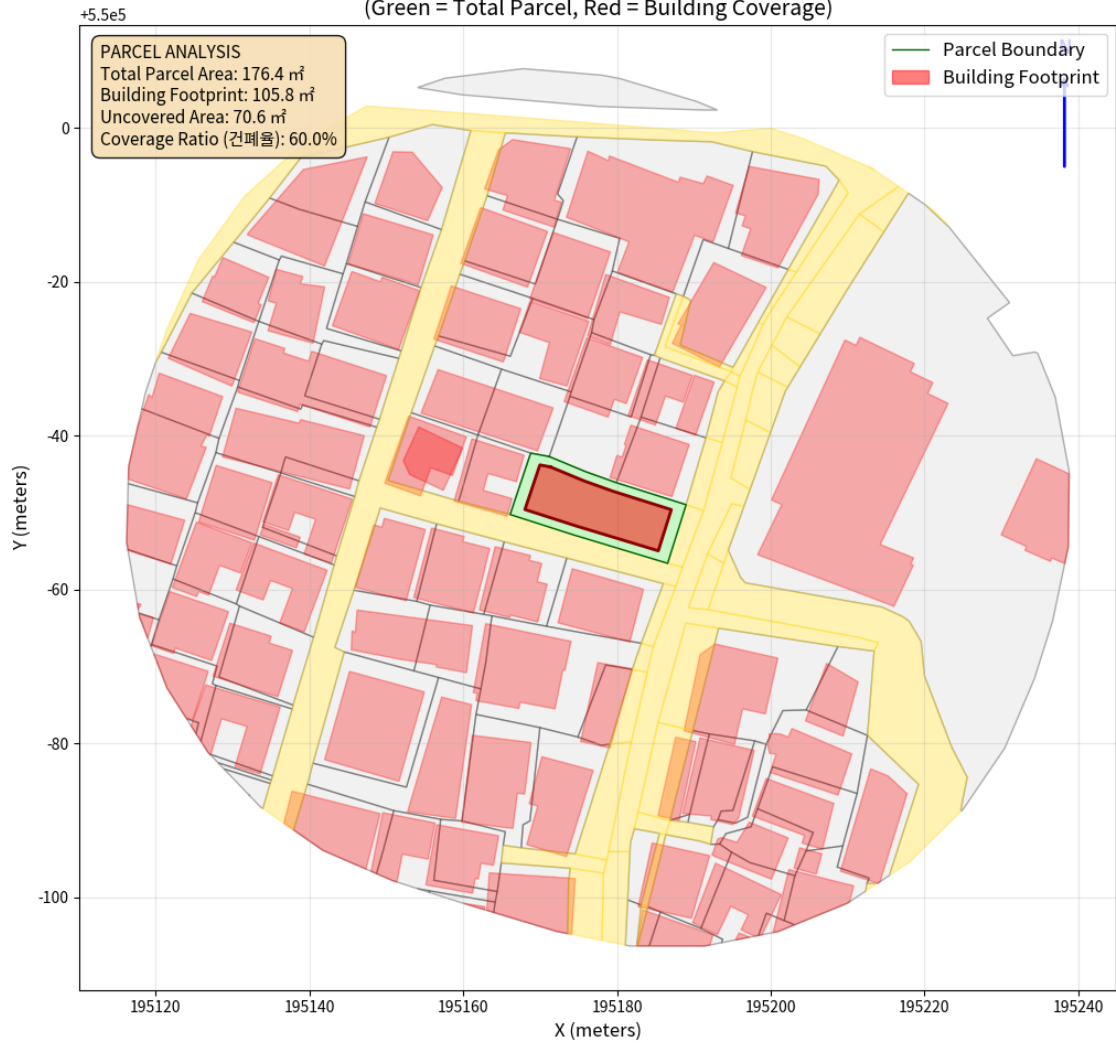 (Green = Total Parcel, Red = Building Coverage)
+5.5e5
PARCEL ANALYSIS
Total Parcel Area: 176.4 ㎡
Building Footprint: 105.8 ㎡
Uncovered Area: 70.6 ㎡
Coverage Ratio (건폐율): 60.0%
Parcel Boundary
Building Footprint
N
0
-20
-40
-60
-80
-100
Y (meters)
195120
195140
195160
195180
195200
195220
195240
X (meters)